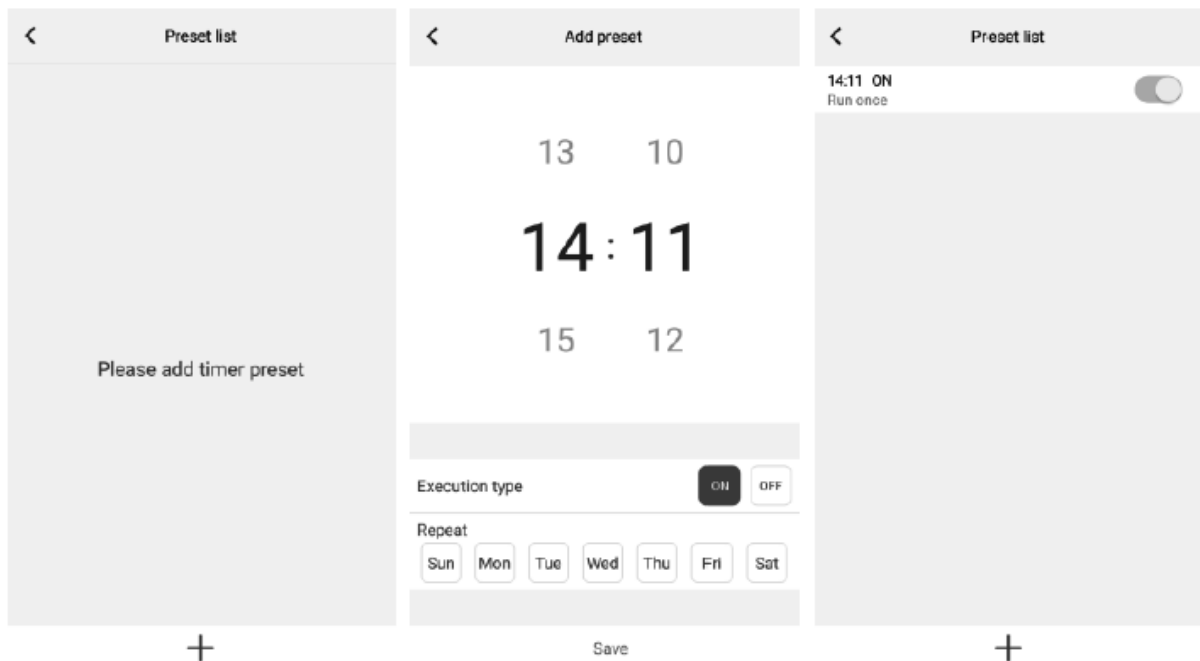 Preset list
Please add timer preset
Add preset
13 10
14 : 11
15 12
Execution type ON OFF
Repeat
Sun Mon Tue Wed Thu Fri Sat
Save
Preset list
14:11 ON
Run once